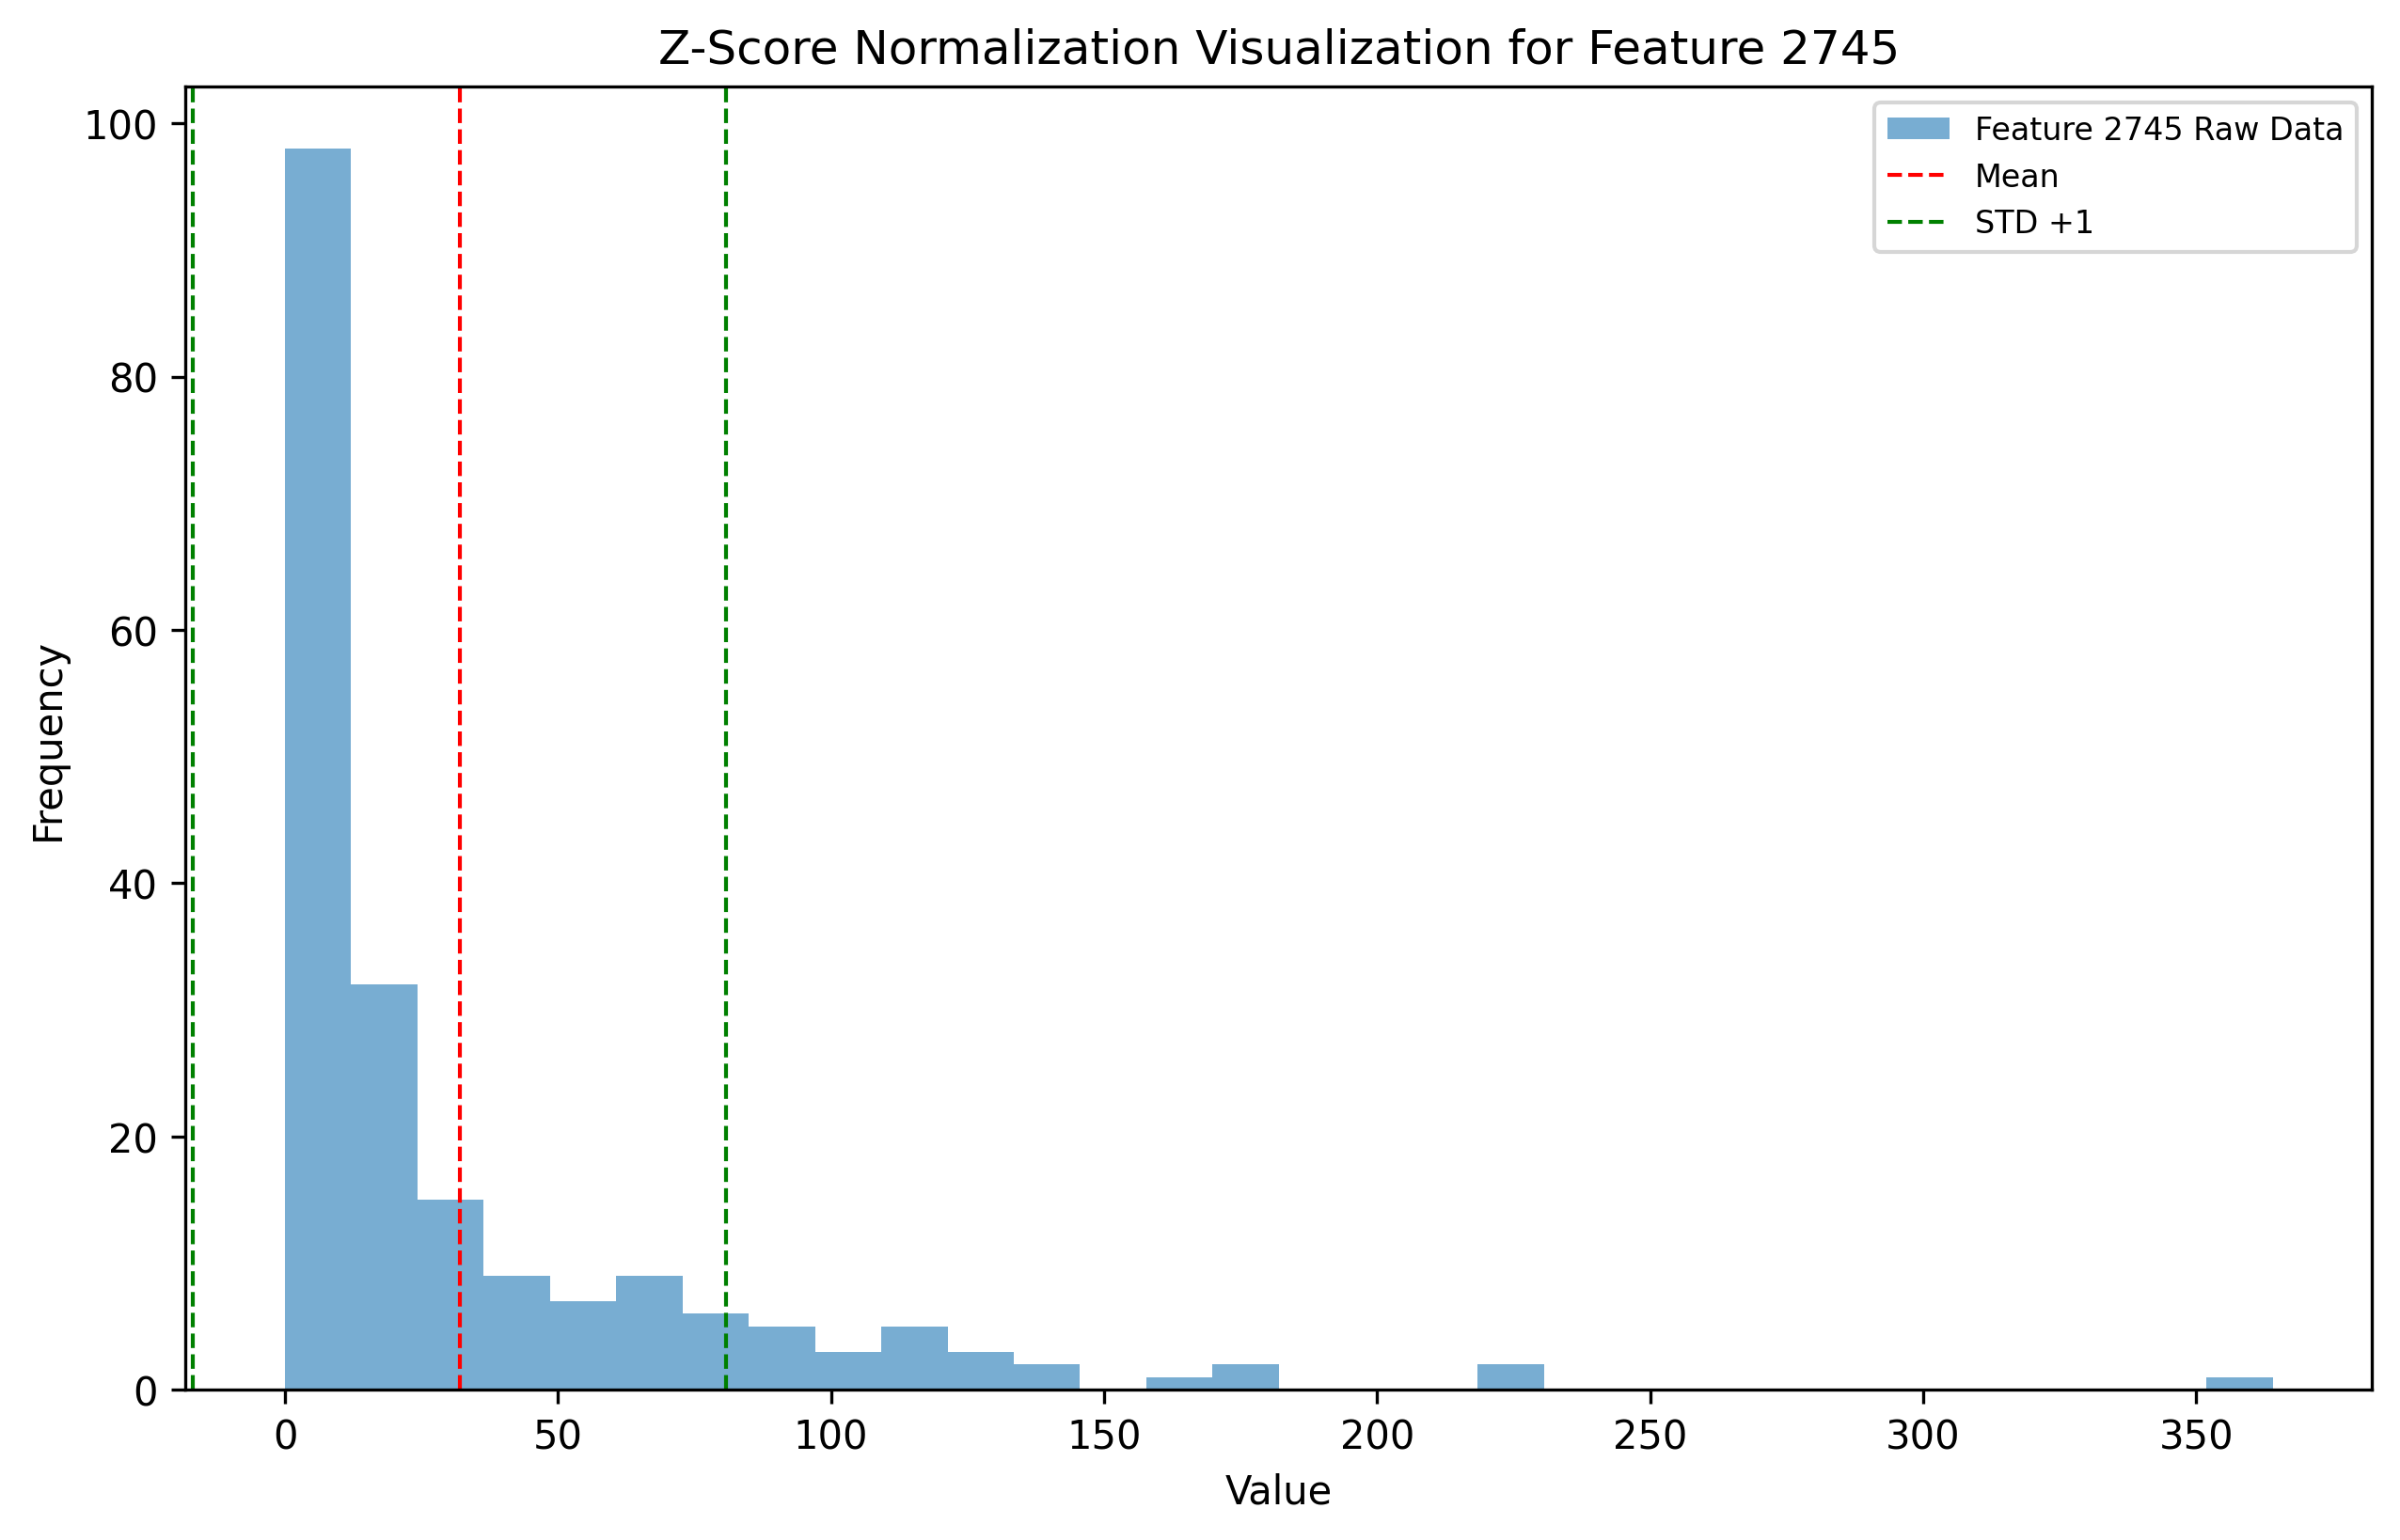 Z-Score Normalization Visualization for Feature 2745
Feature 2745 Raw Data
Mean
STD +1
Frequency
100
80
60
40
20
0
0 50 100 150 200 250 300 350
Value